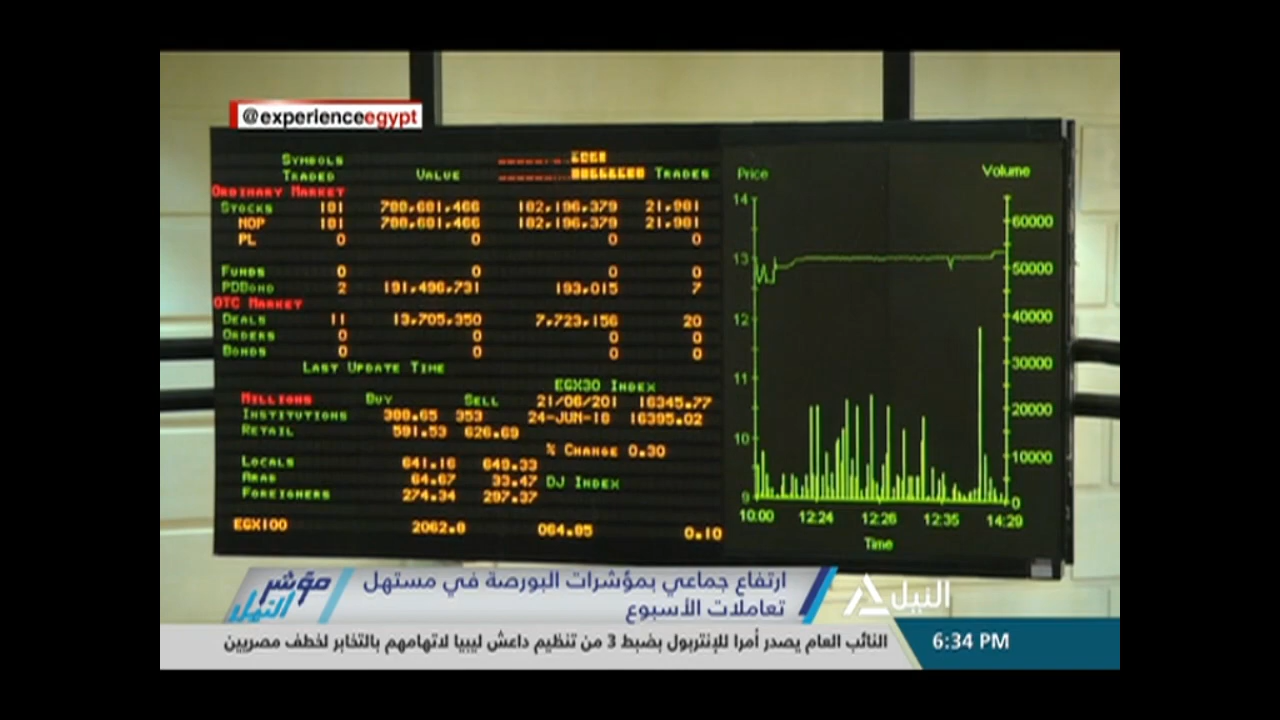 @experienceegypt
SYMBOLS
TRADED VALUE TRADES
ORDINARY MARKET
STOCKS 181 788,681,466 182,196,379 21,981
NOP 181 788,681,466 182,196,379 21,981
PL 0 0 0 0
FUNDS 0 0 0 0
PDBOND 2 191,496,731 193,015 7
OTC MARKET
DEALS 11 13,705,350 7,723,156 20
ORDERS 0 0 0 0
BONDS 0 0 0 0
LAST UPDATE TIME
EGX30 INDEX
MILLIONS BUY SELL 21/06/201 16345.77
INSTITUTIONS 388.65 353 24-JUN-18 16395.02
RETAIL 591.53 626.69
% CHANGE 0.30
LOCALS 641.16 649.33
ARAB 64.67 33.47 DJ INDEX
FOREIGNERS 274.34 297.37
EGX100 2062.8 064.85 0.10
Price Volume
14
13
12
11
10
9
60000
50000
40000
30000
20000
10000
0
10:00 12:24 12:26 12:35 14:29
Time
مؤشر النيل
ارتفاع جماعي بمؤشرات البورصة في مستهل
تعاملات الأسبوع
النيل
النائب العام يصدر أمرا للإنتربول بضبط 3 من تنظيم داعش ليبيا لاتهامهم بالتخابر لخطف مصريين
6:34 PM